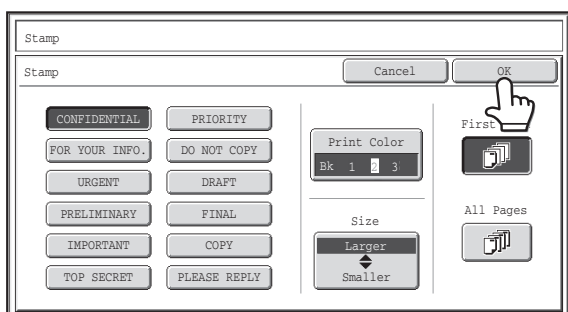 Stamp
Stamp
Cancel
OK
CONFIDENTIAL
PRIORITY
FOR YOUR INFO.
DO NOT COPY
URGENT
DRAFT
PRELIMINARY
FINAL
IMPORTANT
COPY
TOP SECRET
PLEASE REPLY
Print Color
Bk 1 2 3
Size
Larger
Smaller
First
All Pages